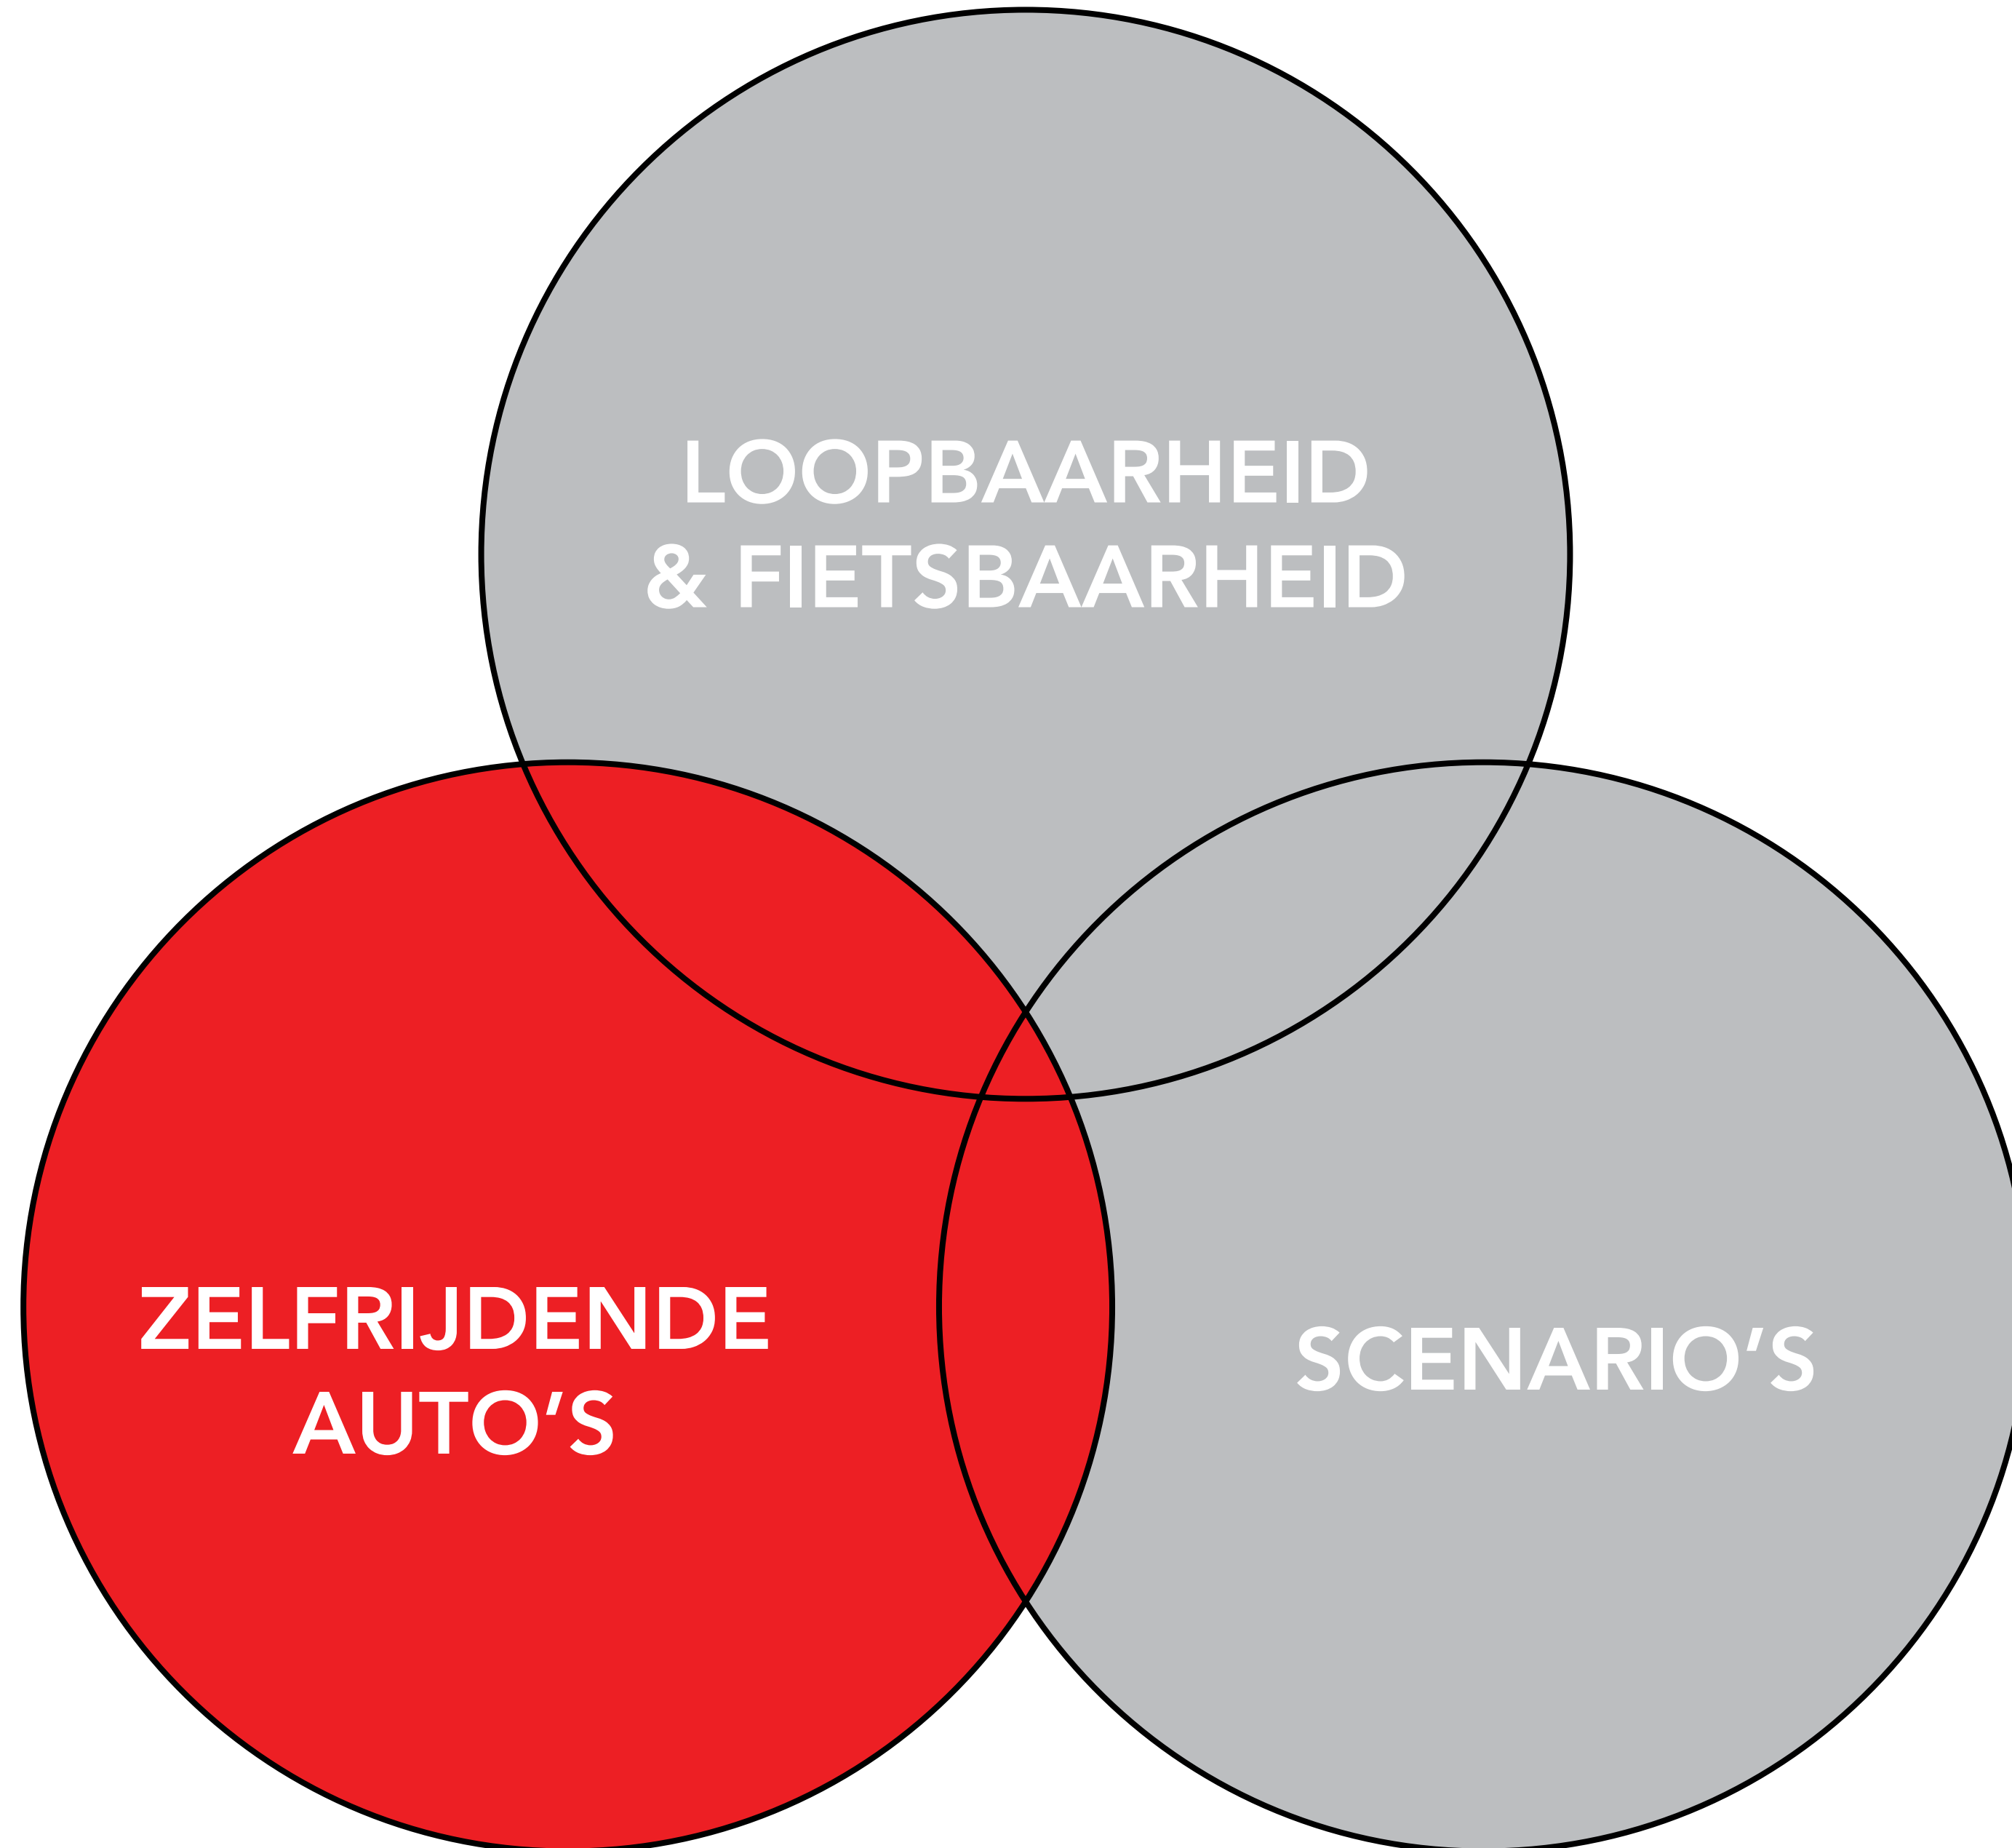 LOOPBAARHEID
& FIETSBAARHEID
ZELFRIJDENDE
AUTO'S
SCENARIO'S